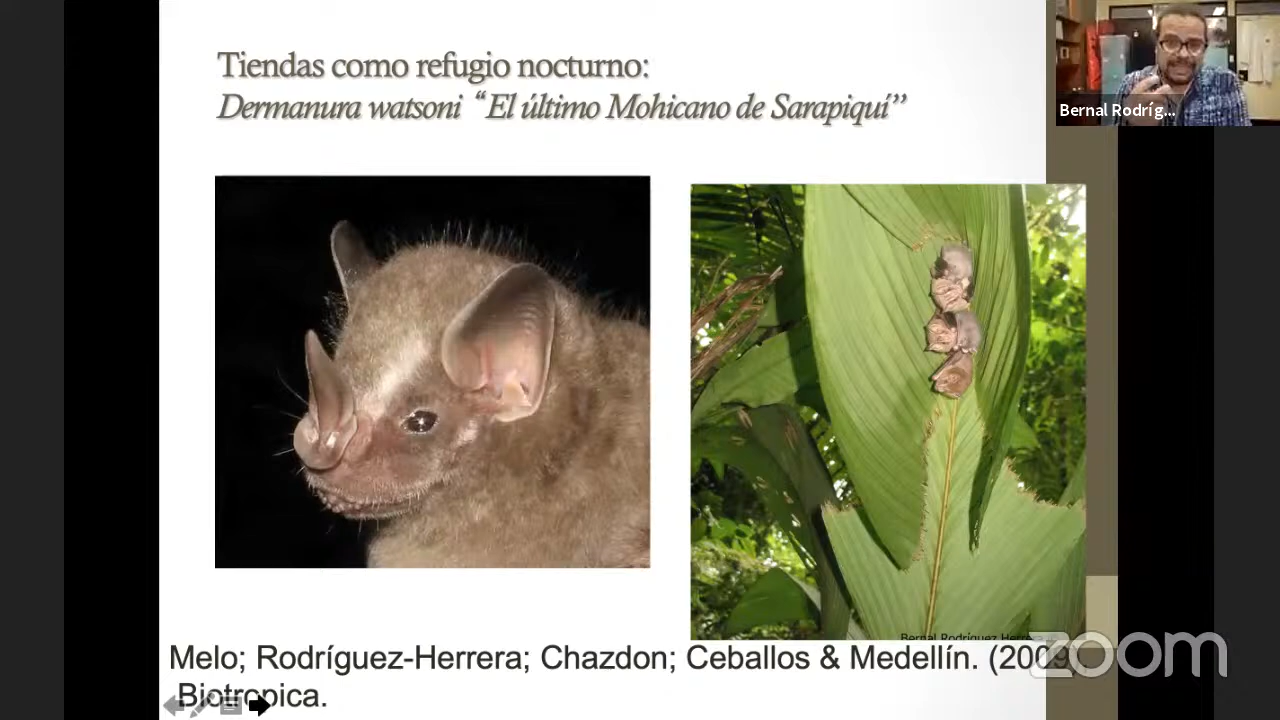 Tiendas como refugio nocturno:
Dermanura watsoni “El último Mohicano de Sarapiquí”
Bernal Rodríg...
Bernal Rodríguez Herrera
Melo; Rodríguez-Herrera; Chazdon; Ceballos & Medellín. (2009).
Biotropica.
zoom